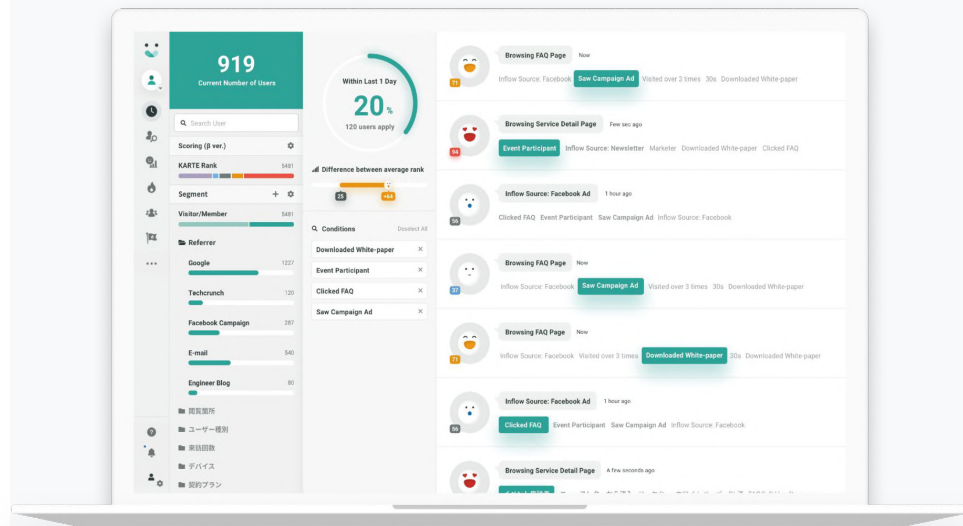 919
Current Number of Users
Search User
Scoring (β ver.)
KARTE Rank 5481
Segment
Visitor/Member 5481
Referrer
Google 1227
Techcrunch 120
Facebook Campaign 287
E-mail 540
Engineer Blog 80
閲覧箇所
ユーザー種別
来訪回数
デバイス
契約プラン
Within Last 1 Day
20 %
120 users apply
Difference between average rank
25 +64
Conditions Deselect All
Downloaded White-paper ×
Event Participant ×
Clicked FAQ ×
Saw Campaign Ad ×
Browsing FAQ Page Now
71 Inflow Source: Facebook Saw Campaign Ad Visited over 3 times 30s Downloaded White-paper
Browsing Service Detail Page Few sec ago
94 Event Participant Inflow Source: Newsletter Marketer Downloaded White-paper Clicked FAQ
Inflow Source: Facebook Ad 1 hour ago
56 Clicked FAQ Event Participant Saw Campaign Ad Inflow Source: Facebook
Browsing FAQ Page Now
37 Inflow Source: Facebook Saw Campaign Ad Visited over 3 times 30s Downloaded White-paper
Browsing FAQ Page Now
71 Inflow Source: Facebook Visited over 3 times Downloaded White-paper 30s Downloaded White-paper
Inflow Source: Facebook Ad 1 hour ago
56 Clicked FAQ Event Participant Saw Campaign Ad Inflow Source: Facebook
Browsing Service Detail Page A few seconds ago